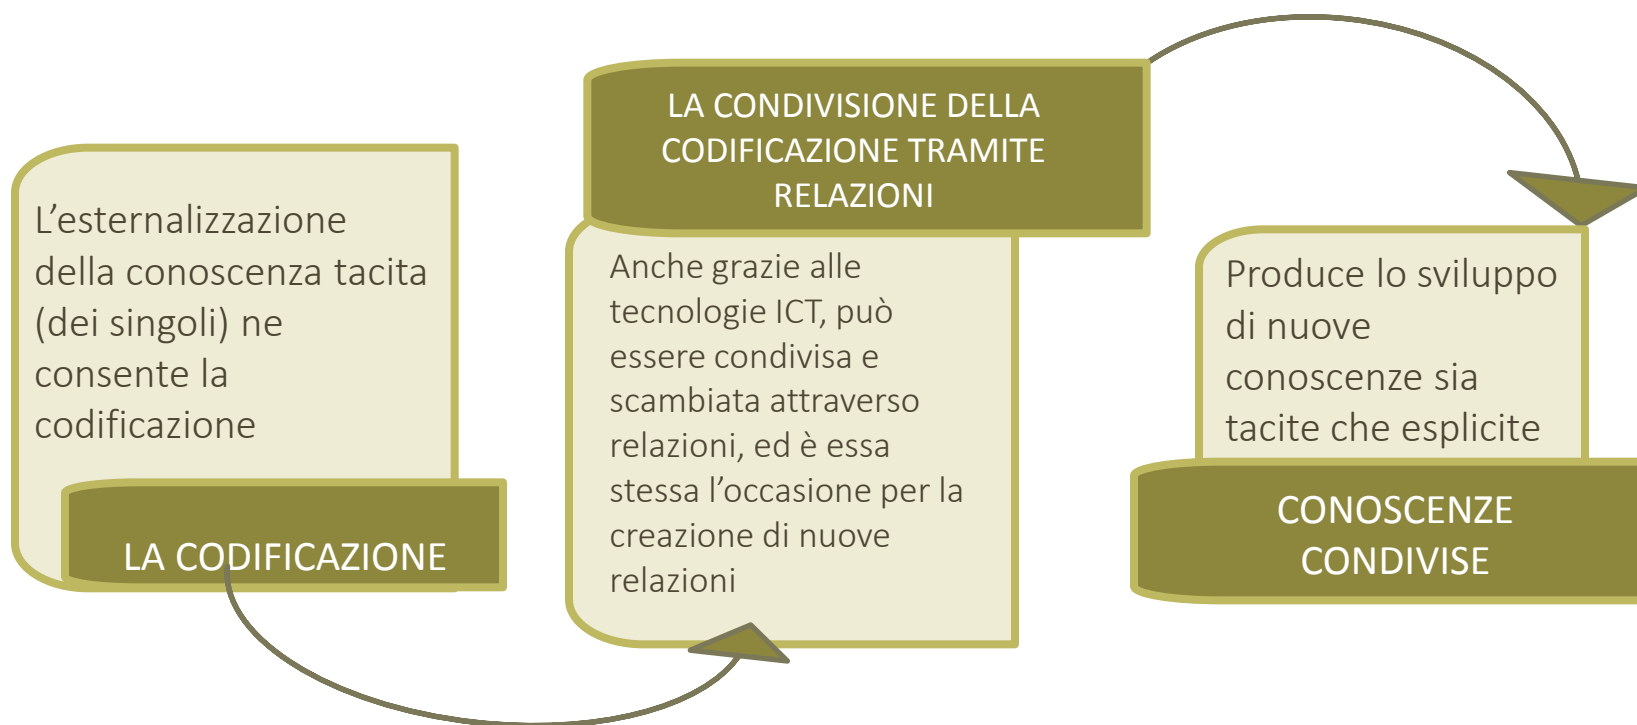 L’esternalizzazione
della conoscenza tacita
(dei singoli) ne
consente la
codificazione
LA CODIFICAZIONE
LA CONDIVISIONE DELLA
CODIFICAZIONE TRAMITE
RELAZIONI
Anche grazie alle
tecnologie ICT, può
essere condivisa e
scambiata attraverso
relazioni, ed è essa
stessa l’occasione per la
creazione di nuove
relazioni
Produce lo sviluppo
di nuove
conoscenze sia
tacite che esplicite
CONOSCENZE
CONDIVISE